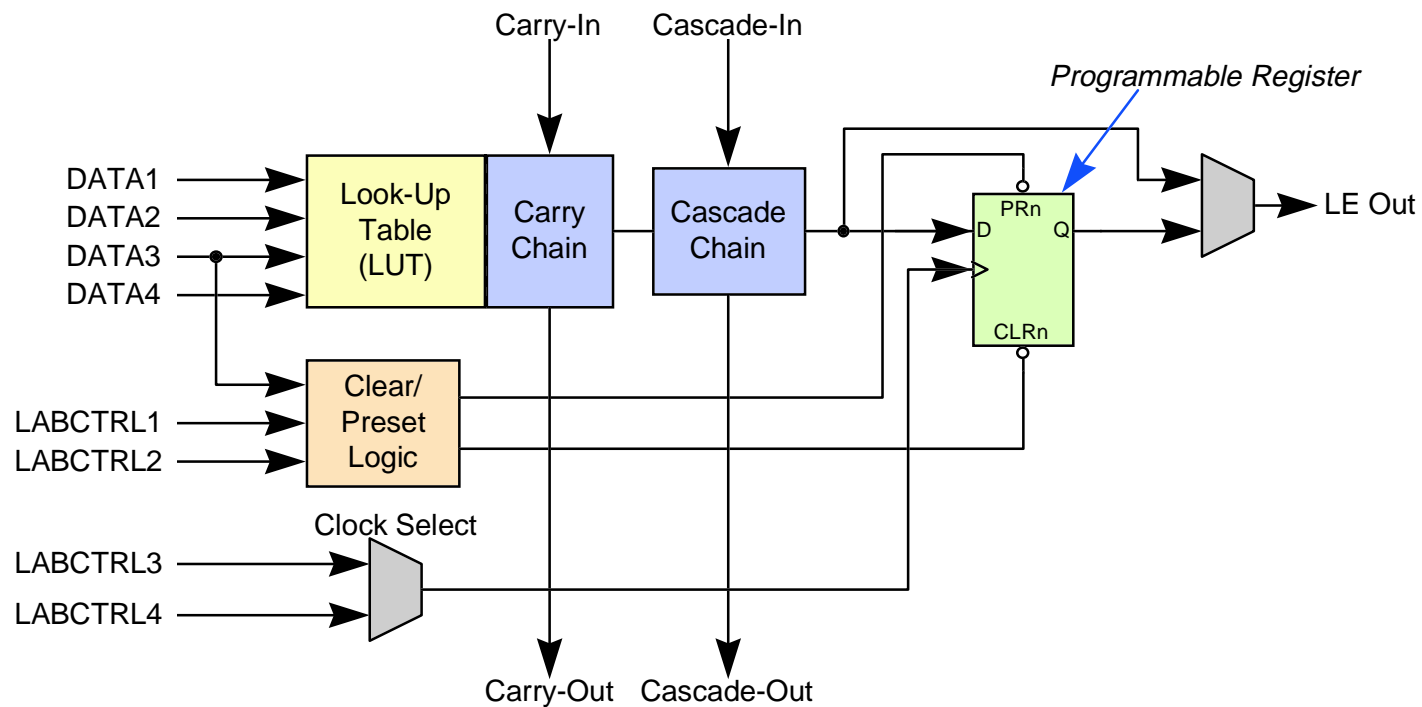 Carry-In
Cascade-In
Programmable Register
DATA1
DATA2
DATA3
DATA4
Look-Up
Table
(LUT)
Carry
Chain
Cascade
Chain
PRn
D
Q
CLRn
LE Out
LABCTRL1
LABCTRL2
Clear/
Preset
Logic
Clock Select
LABCTRL3
LABCTRL4
Carry-Out
Cascade-Out